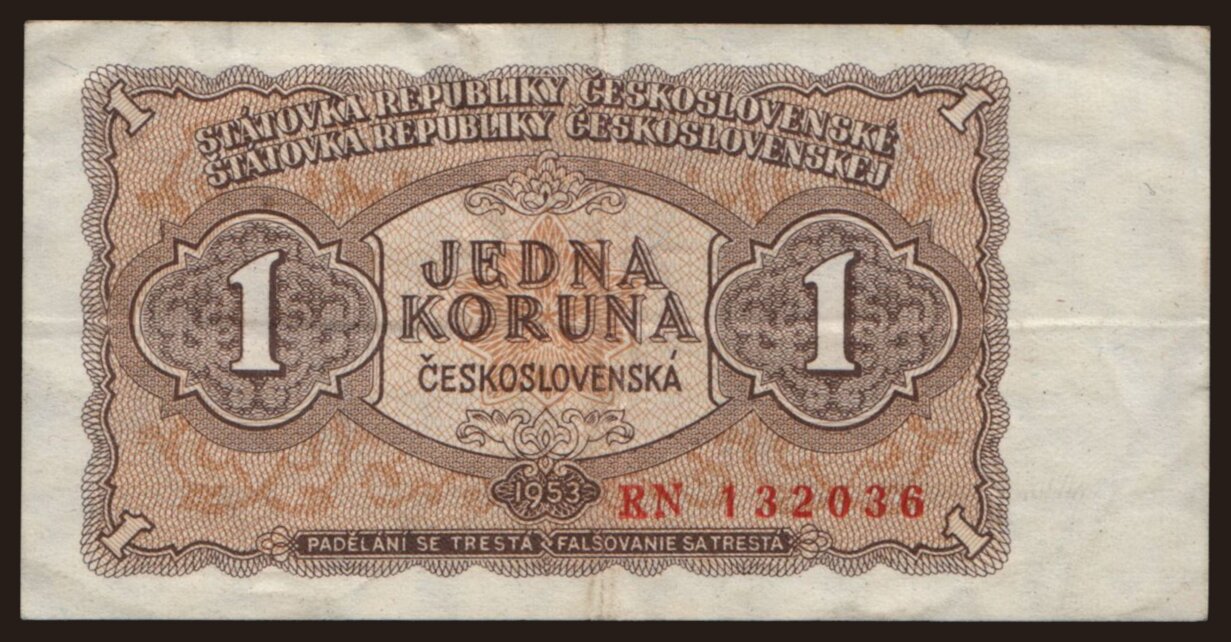 1 1
STÁTOVKA REPUBLIKY ČESKOSLOVENSKÉ
ŠTÁTOVKA REPUBLIKY ČESKOSLOVENSKEJ
JEDNA
1 KORUNA 1
ČESKOSLOVENSKÁ
1953 RN 132036
1 PADĚLÁNÍ SE TRESTÁ FALŠOVANIE SA TRESTÁ 1